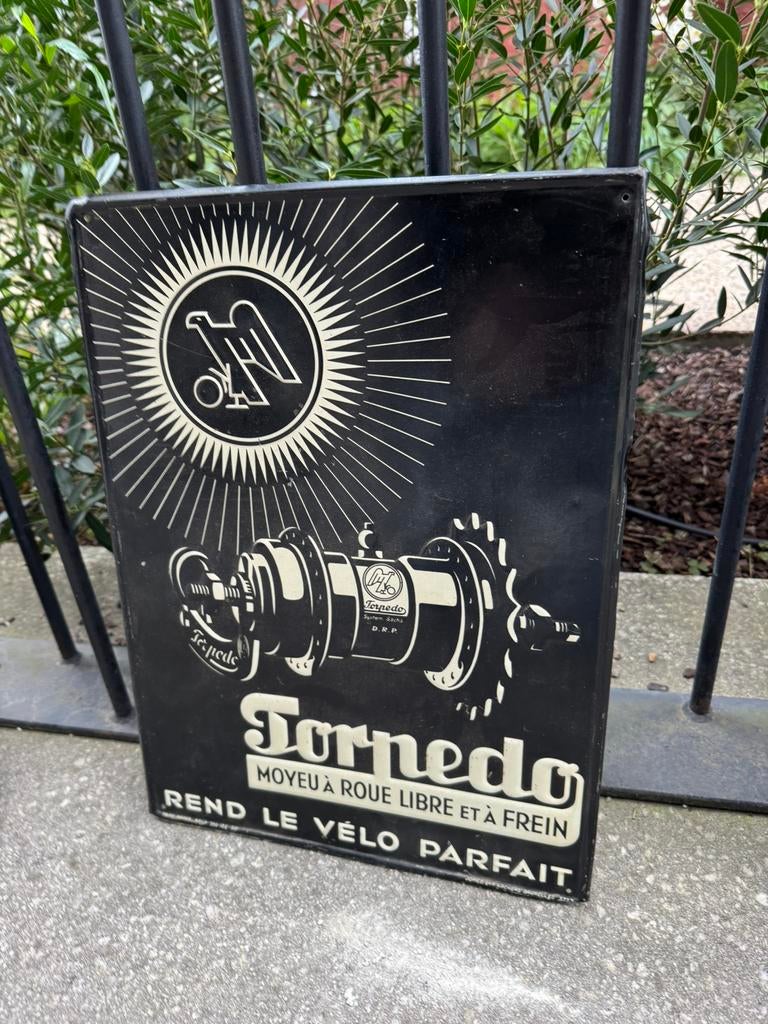 Torpedo
System Sachs
D.R.P.
Torpedo
Torpedo
MOYEU À ROUE LIBRE ET À FREIN
REND LE VÉLO PARFAIT